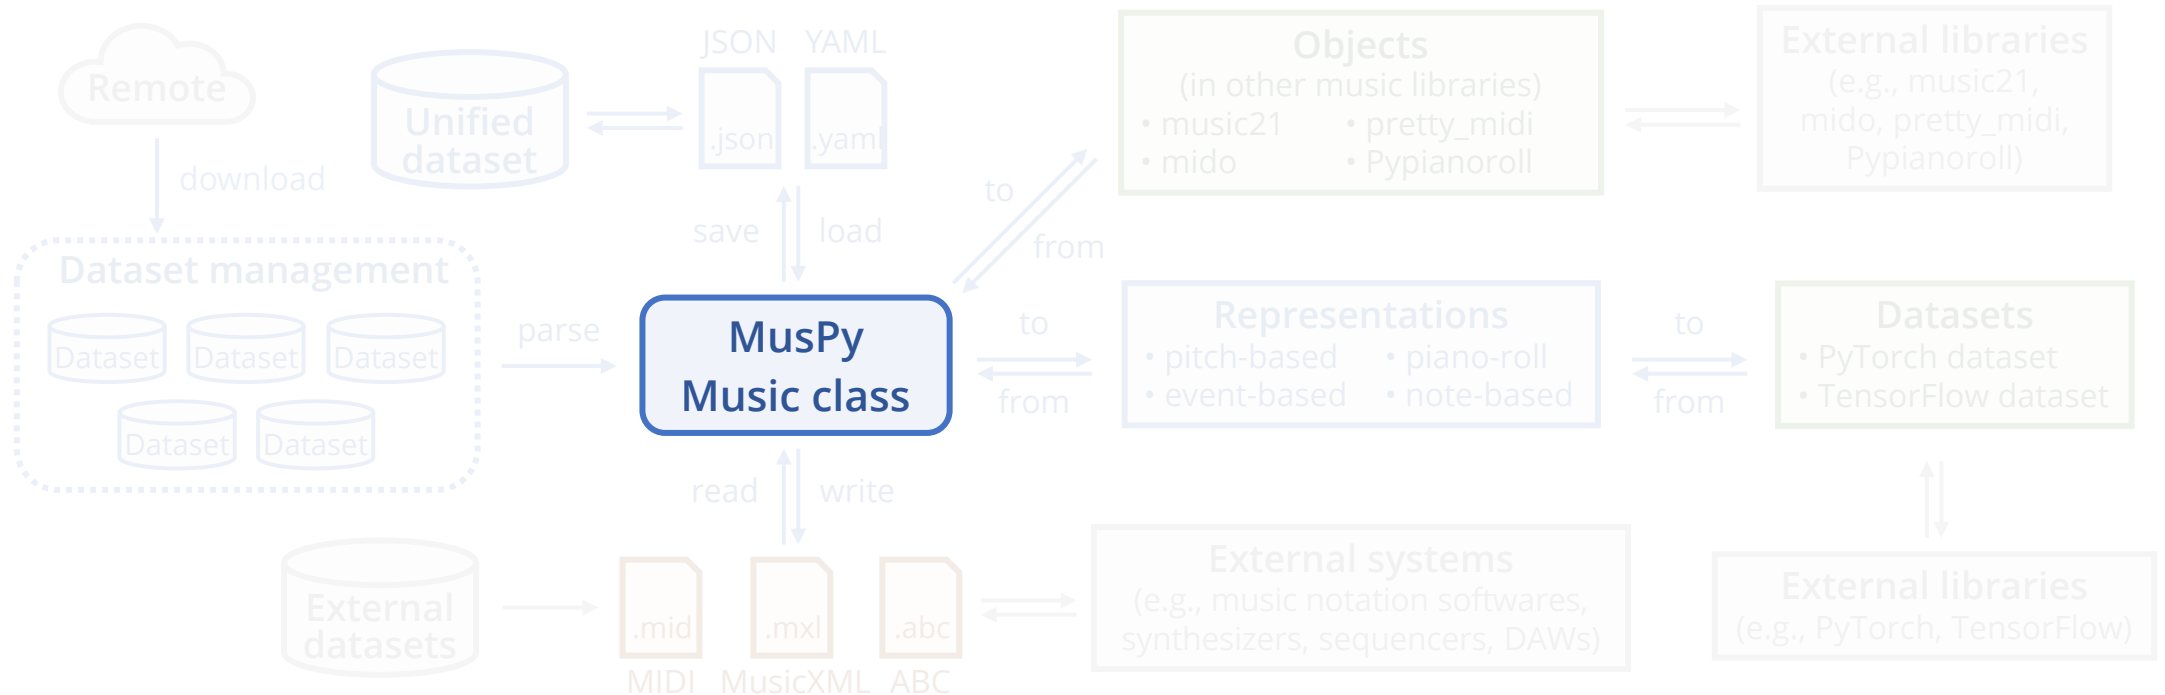 JSON YAML
Remote
Unified
dataset
.json .yaml
download
save load
Objects
(in other music libraries)
• music21 • pretty_midi
• mido • Pypianoroll
External libraries
(e.g., music21,
mido, pretty_midi,
Pypianoroll)
to
from
Dataset management
Dataset Dataset Dataset
Dataset Dataset
parse
MusPy
Music class
to
from
Representations
• pitch-based • piano-roll
• event-based • note-based
to
from
Datasets
• PyTorch dataset
• TensorFlow dataset
read write
External
datasets
.mid .mxl .abc
MIDI MusicXML ABC
External systems
(e.g., music notation softwares,
synthesizers, sequencers, DAWs)
External libraries
(e.g., PyTorch, TensorFlow)